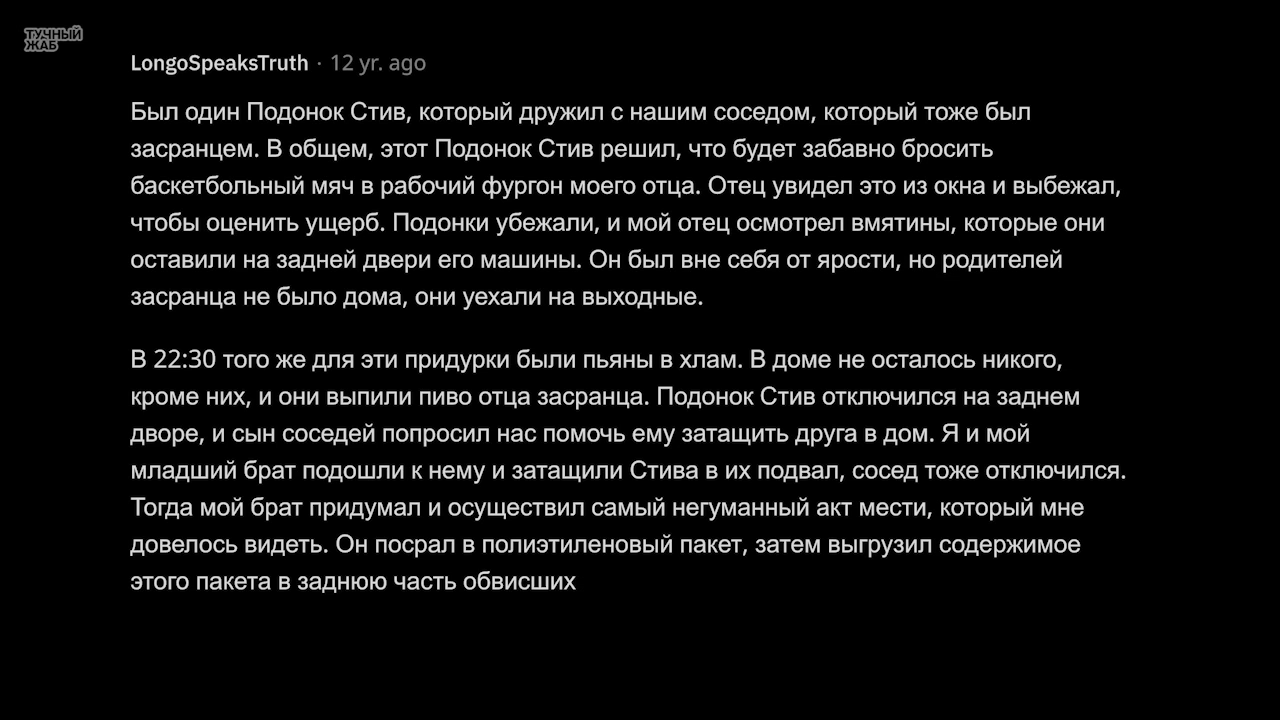 ТУЧНЫЙ
ЖАБ
LongoSpeaksTruth · 12 yr. ago
Был один Подонок Стив, который дружил с нашим соседом, который тоже был
засранцем. В общем, этот Подонок Стив решил, что будет забавно бросить
баскетбольный мяч в рабочий фургон моего отца. Отец увидел это из окна и выбежал,
чтобы оценить ущерб. Подонки убежали, и мой отец осмотрел вмятины, которые они
оставили на задней двери его машины. Он был вне себя от ярости, но родителей
засранца не было дома, они уехали на выходные.
В 22:30 того же для эти придурки были пьяны в хлам. В доме не осталось никого,
кроме них, и они выпили пиво отца засранца. Подонок Стив отключился на заднем
дворе, и сын соседей попросил нас помочь ему затащить друга в дом. Я и мой
младший брат подошли к нему и затащили Стива в их подвал, сосед тоже отключился.
Тогда мой брат придумал и осуществил самый негуманный акт мести, который мне
довелось видеть. Он посрал в полиэтиленовый пакет, затем выгрузил содержимое
этого пакета в заднюю часть обвисших